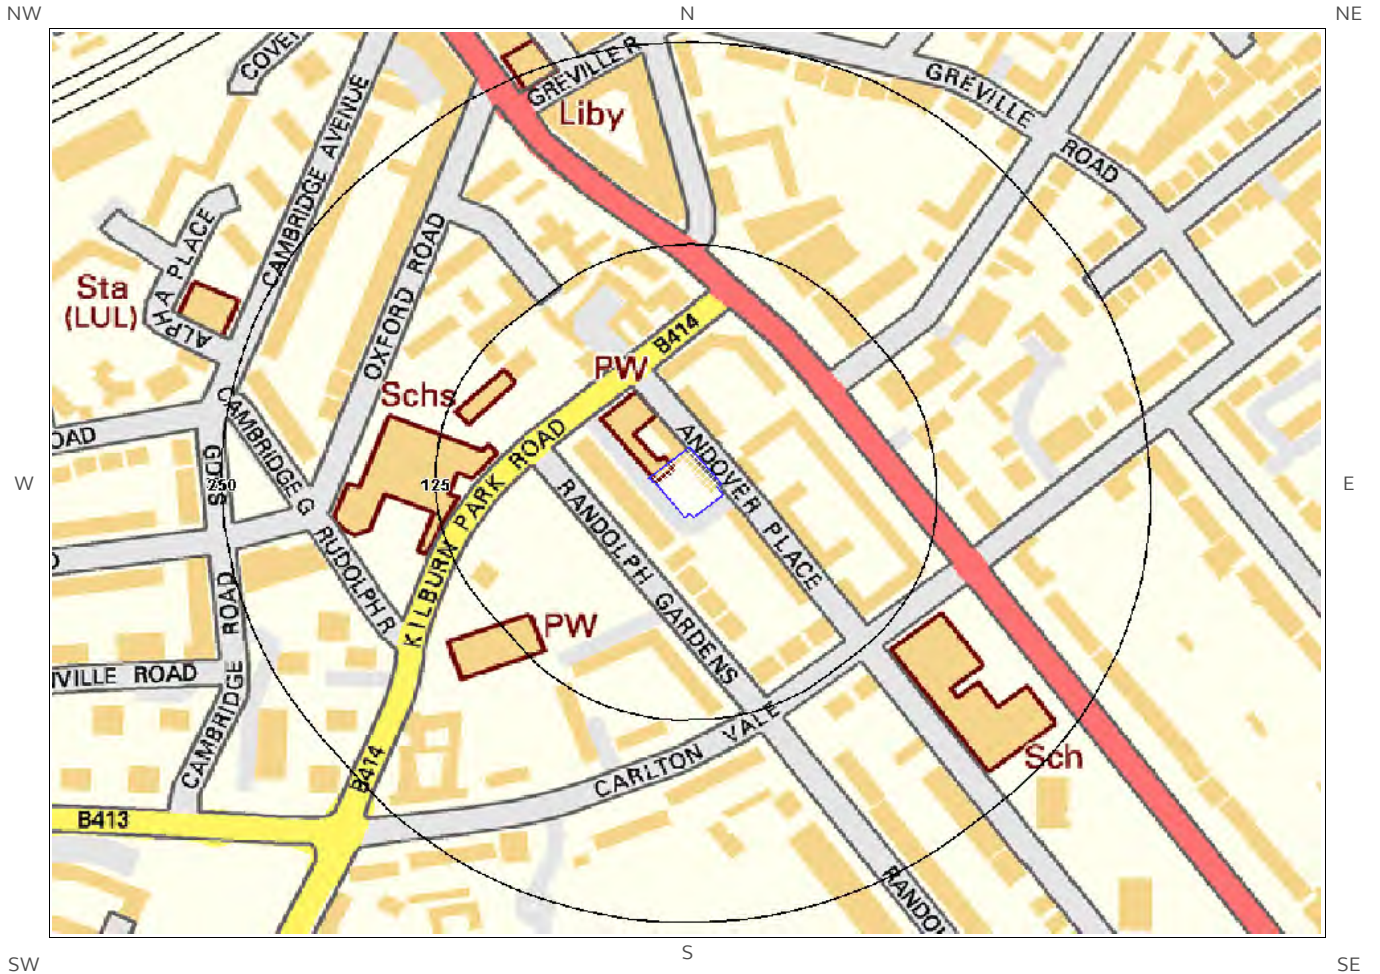 NW
N
NE
COVE
GREVILLE R
GREVILLE
ROAD
Liby
CAMBRIDGE AVENUE
ALPHA PLACE
OXFORD ROAD
Sta
(LUL)
B414
PW
Schs
CAMBRIDGE G
OAD
GDNS
ANDOVER PLACE
W
250
125
E
KILBURN PARK ROAD
RANDOLPH GARDENS
RUDOLPH R
CAMBRIDGE ROAD
PW
VILLE ROAD
CARLTON VALE
Sch
B414
B413
RANDO
SW
S
SE